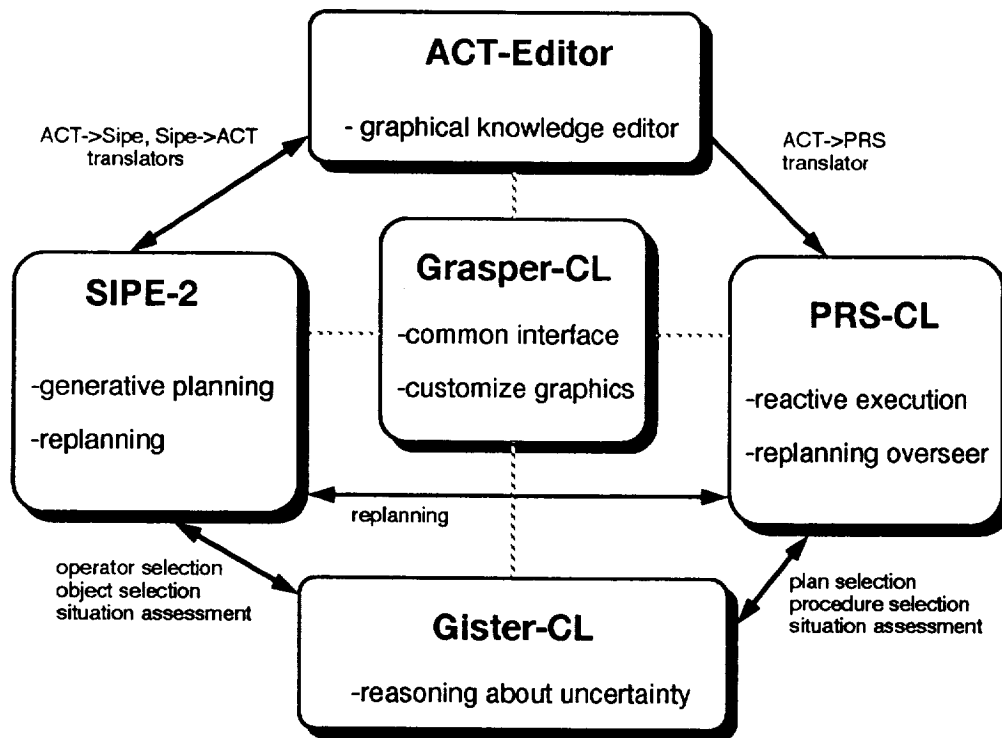 ACT-Editor
- graphical knowledge editor
ACT->Sipe, Sipe->ACT
translators
ACT->PRS
translator
SIPE-2
-generative planning
-replanning
Grasper-CL
-common interface
-customize graphics
PRS-CL
-reactive execution
-replanning overseer
replanning
operator selection
object selection
situation assessment
plan selection
procedure selection
situation assessment
Gister-CL
-reasoning about uncertainty